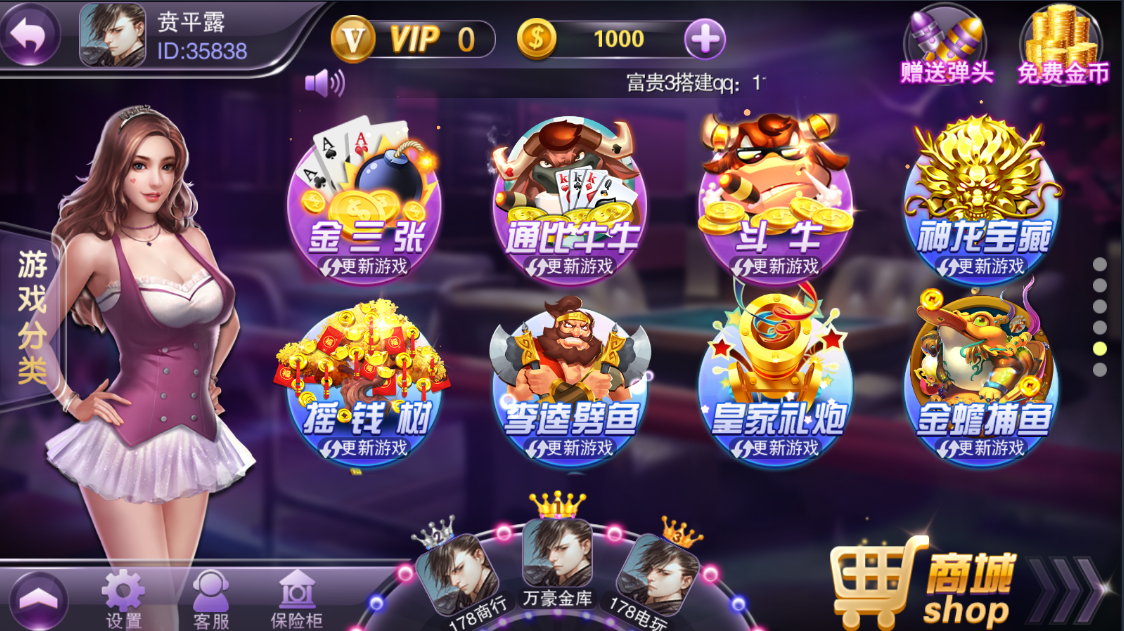 贲平露
ID:35838
V VIP 0
$ 1000
赠送弹头
免费金币
富贵3搭建qq：1
游戏分类
金三张
更新游戏
通比牛牛
更新游戏
斗牛
更新游戏
神龙宝藏
更新游戏
摇钱树
更新游戏
李逵劈鱼
更新游戏
皇家礼炮
更新游戏
金蟾捕鱼
更新游戏
2
1
3
178商行
万豪金库
178电玩
设置
客服
保险柜
商城
shop